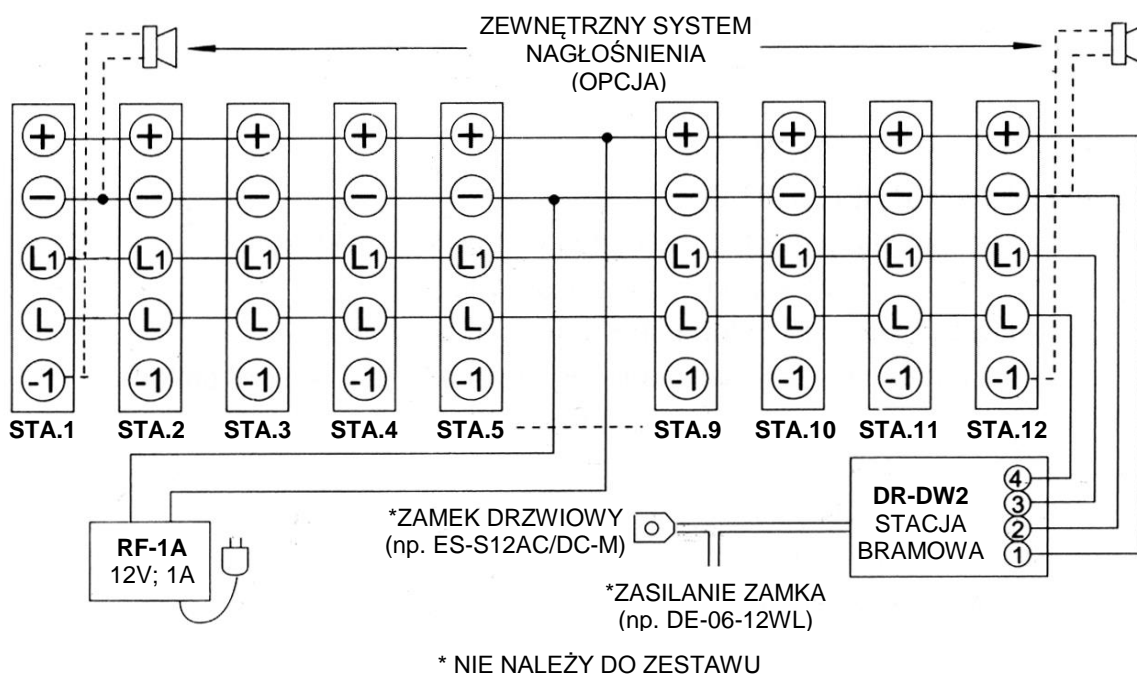 ZEWNĘTRZNY SYSTEM
NAGŁOŚNIENIA
(OPCJA)
+ + + + + + + + +
− − − − − − − − −
L1 L1 L1 L1 L1 L1 L1 L1 L1
L L L L L L L L L
-1 -1 -1 -1 -1 -1 -1 -1 -1
STA.1 STA.2 STA.3 STA.4 STA.5 STA.9 STA.10 STA.11 STA.12
RF-1A
12V; 1A
*ZAMEK DRZWIOWY
(np. ES-S12AC/DC-M)
*ZASILANIE ZAMKA
(np. DE-06-12WL)
DR-DW2
STACJA
BRAMOWA
4
3
2
1
* NIE NALEŻY DO ZESTAWU